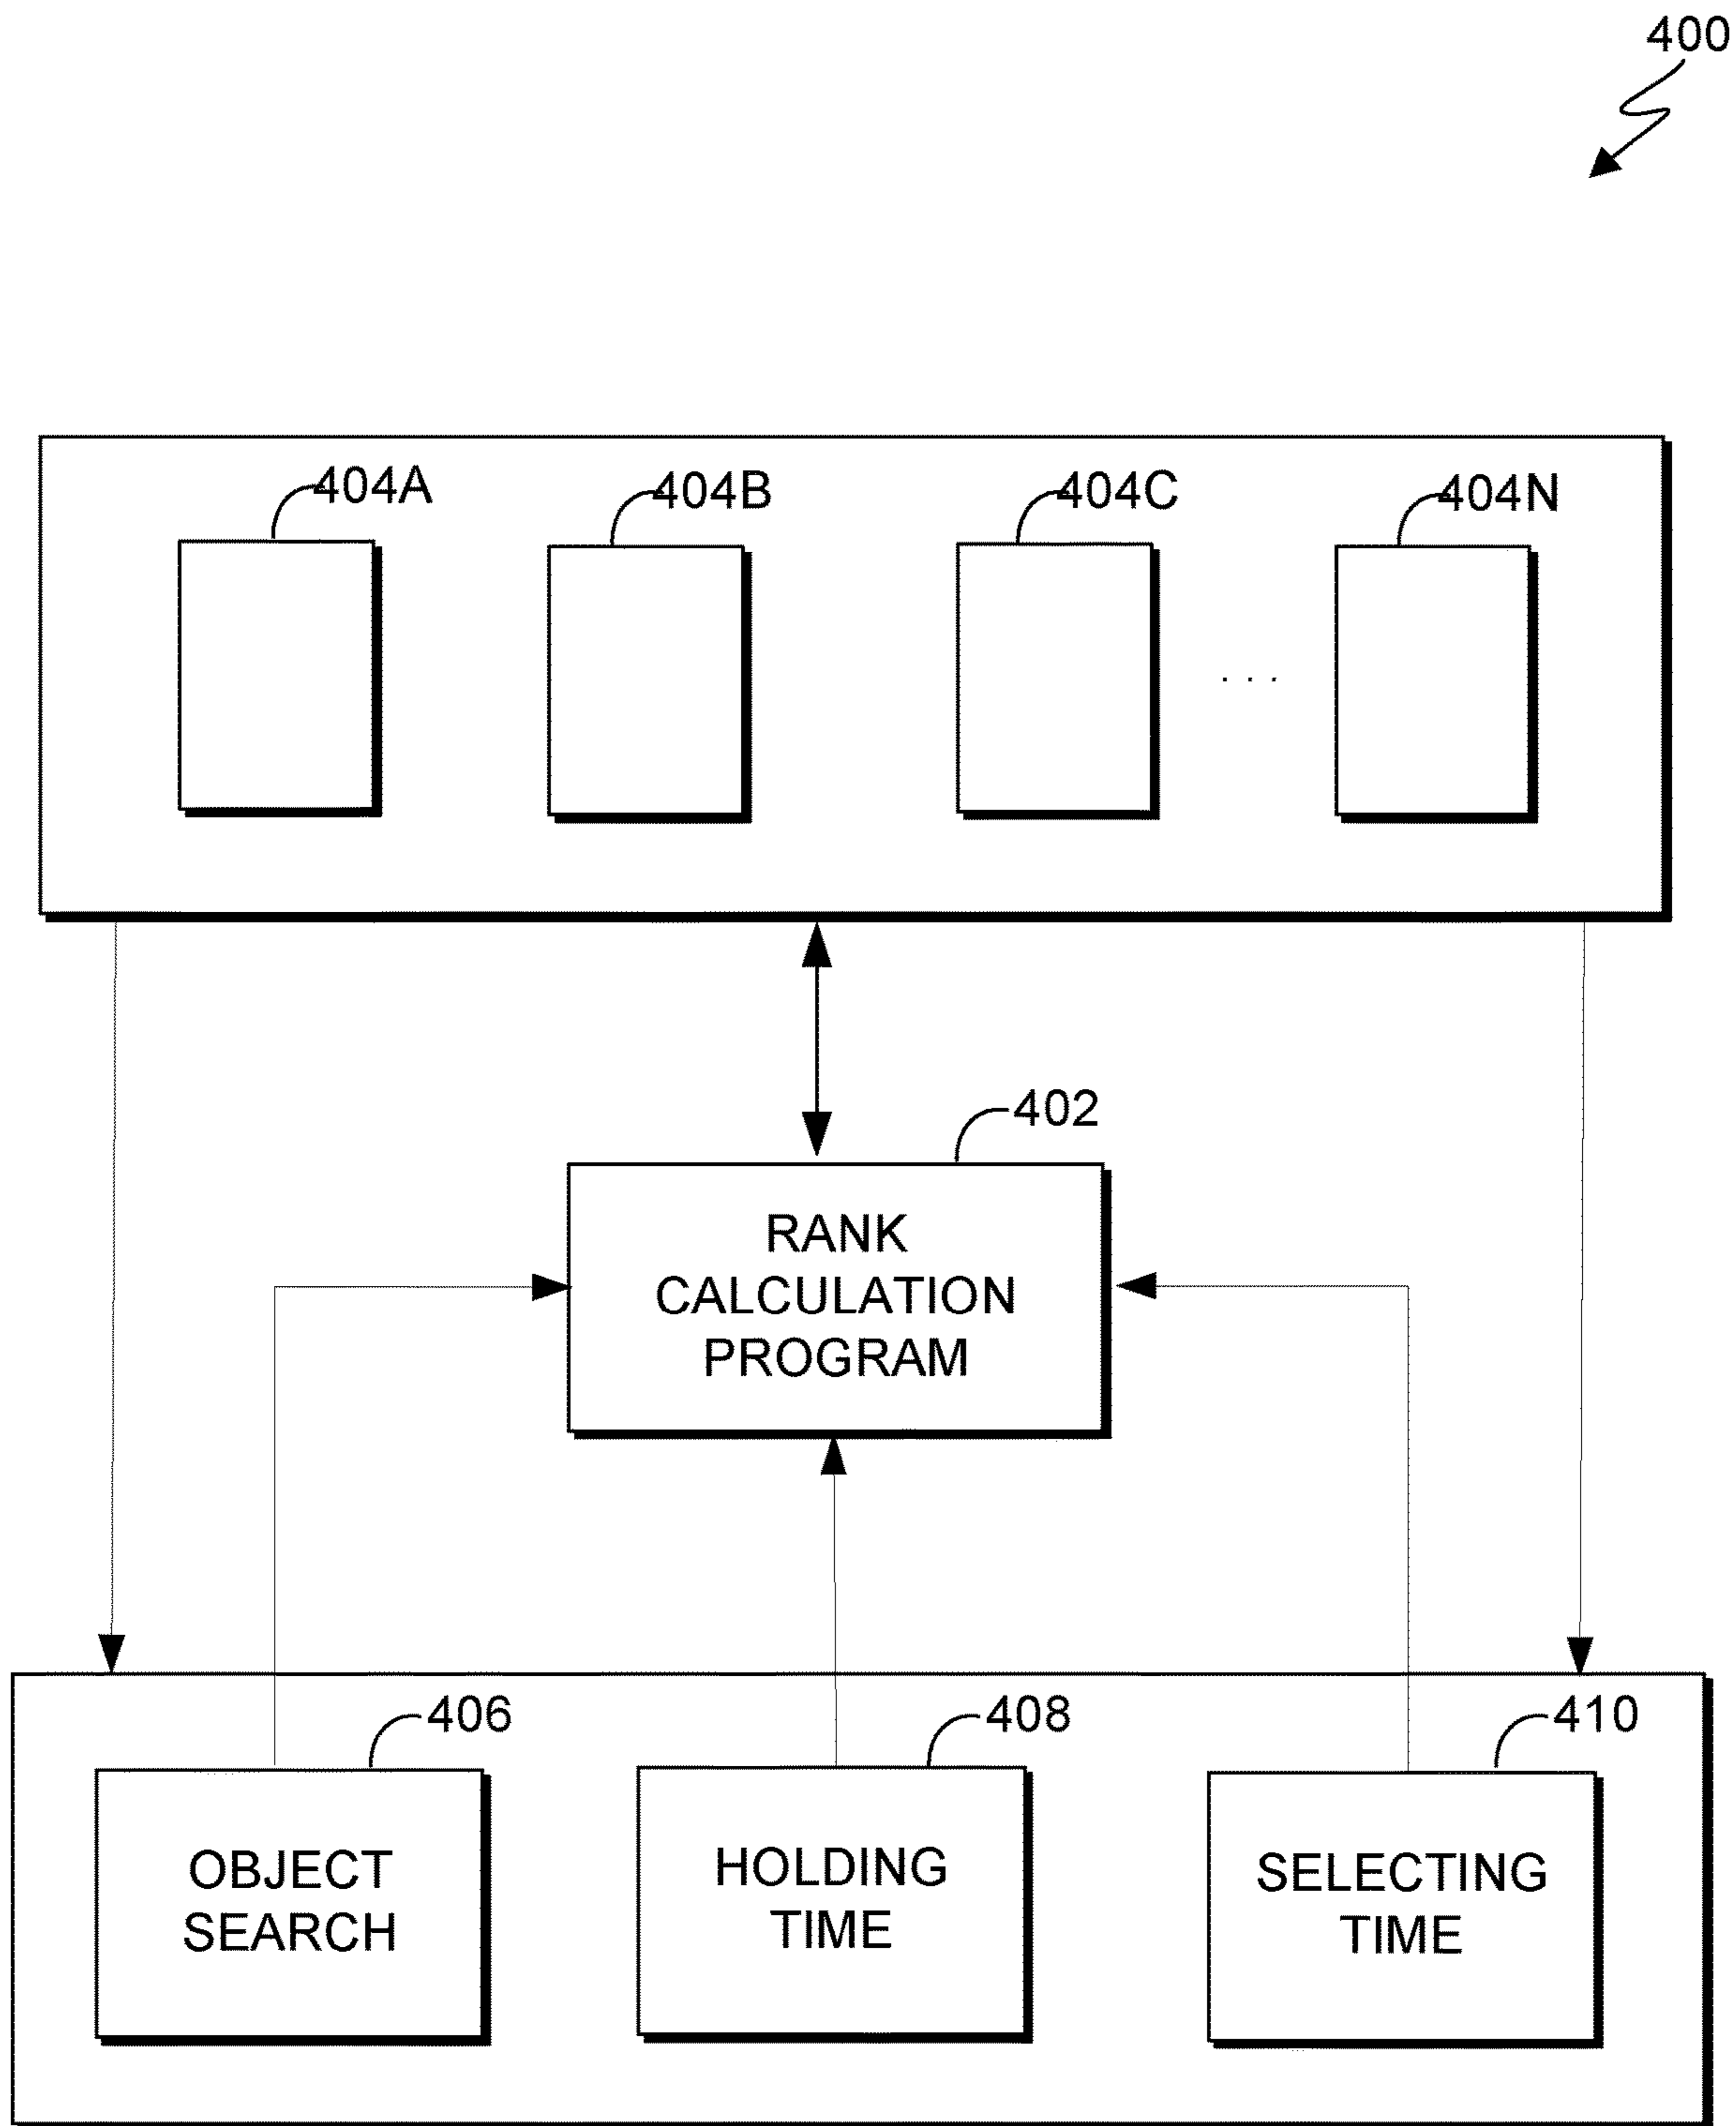 400
404A 404B 404C 404N
. . .
402
RANK
CALCULATION
PROGRAM
406 408 410
OBJECT
SEARCH
HOLDING
TIME
SELECTING
TIME